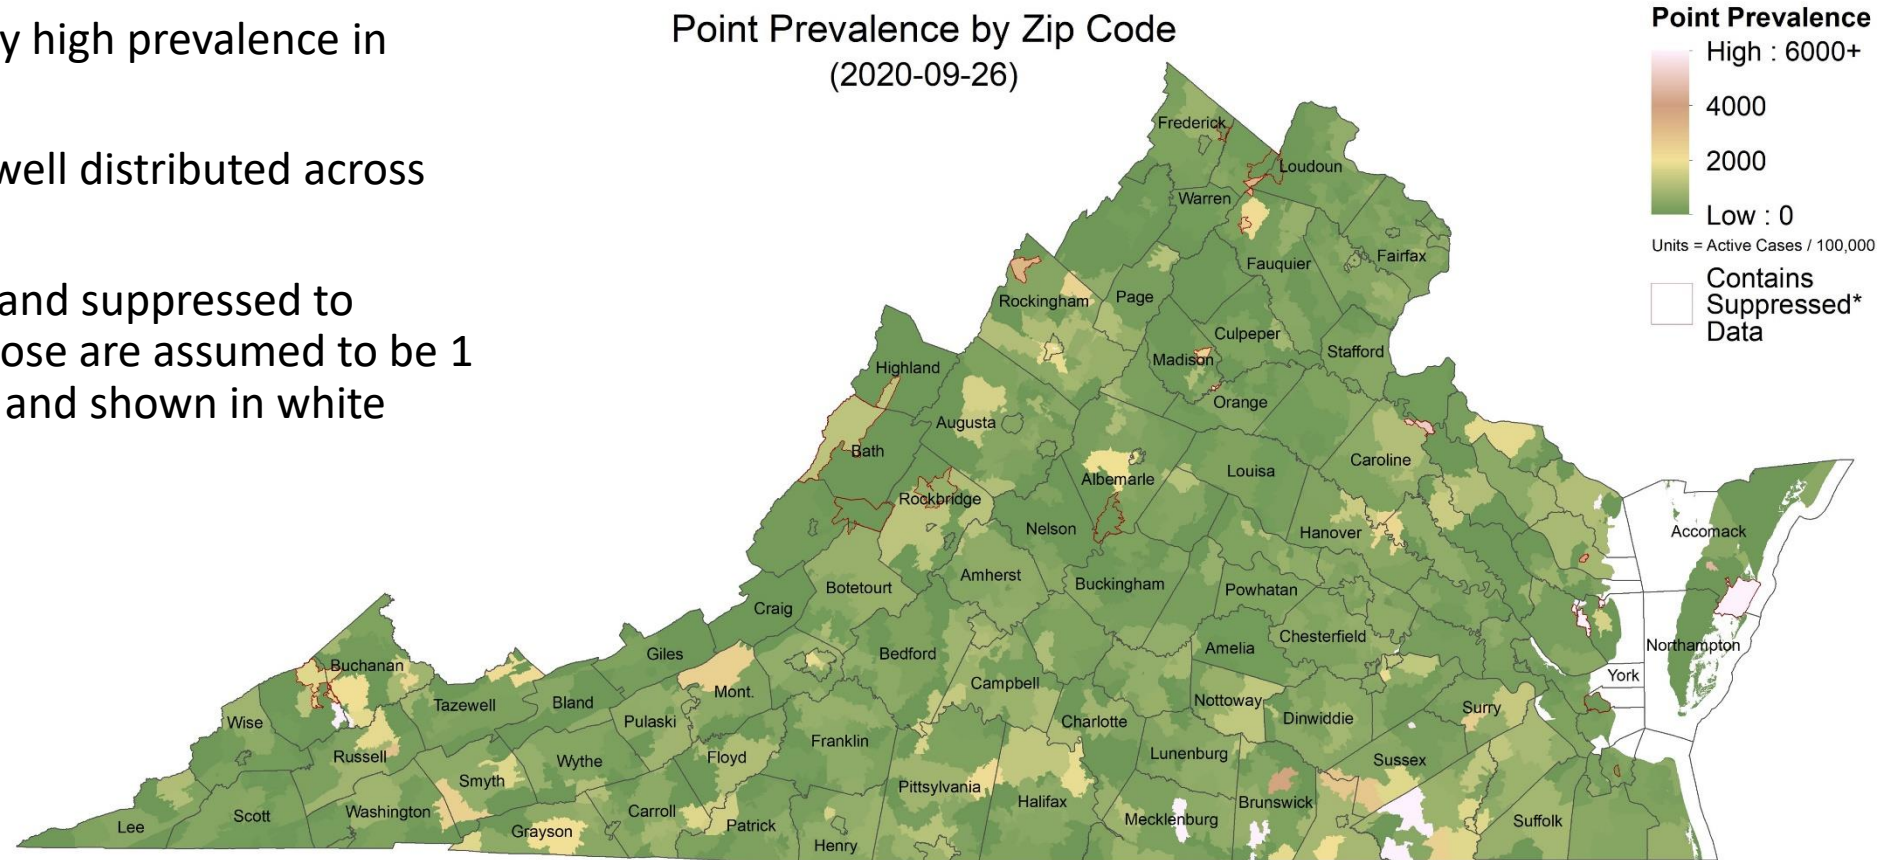 y high prevalence in
well distributed across
and suppressed to
ose are assumed to be 1
and shown in white
Point Prevalence by Zip Code
(2020-09-26)
Point Prevalence
High : 6000+
4000
2000
Low : 0
Units = Active Cases / 100,000
Contains
Suppressed*
Data
Frederick
Loudoun
Warren
Fairfax
Fauquier
Page
Rockingham
Culpeper
Stafford
Madison
Highland
Orange
Augusta
Bath
Caroline
Louisa
Albemarle
Rockbridge
Nelson
Hanover
Accomack
Amherst
Buckingham
Botetourt
Powhatan
Craig
Chesterfield
Northampton
Amelia
Giles
Bedford
Buchanan
York
Campbell
Mont.
Nottoway
Bland
Tazewell
Surry
Dinwiddie
Pulaski
Charlotte
Wise
Franklin
Lunenburg
Russell
Floyd
Wythe
Sussex
Smyth
Pittsylvania
Halifax
Brunswick
Carroll
Washington
Scott
Mecklenburg
Suffolk
Lee
Patrick
Grayson
Henry